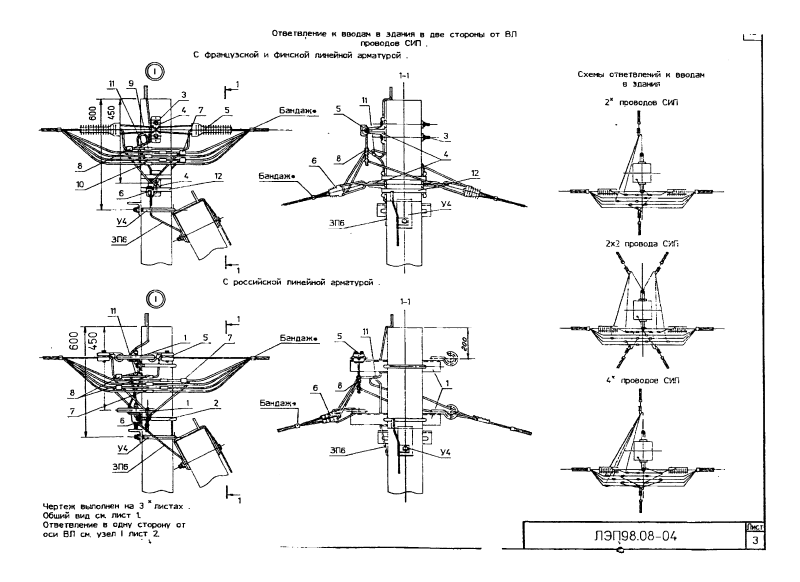 Ответвление к вводам в здания в две стороны от ВЛ
проводов СИП .
С французской и финской линейной арматурой .
I
1
11
9
3
4
7
5
600
450
Бандаж*
8
10
6
4
12
У4
ЗП6
1
1-1
11
5
3
4
8
6
Бандаж*
12
У4
ЗП6
С российской линейной арматурой .
I
1
11
1
5
7
600
450
Бандаж*
8
7
1
2
6
У4
ЗП6
1
1-1
200
5
11
8
1
6
Бандаж*
ЗП6
У4
Схемы ответвлений к вводам
в здания
2х проводов СИП
2х2 провода СИП
4х проводов СИП
Чертеж выполнен на 3х листах .
Общий вид см. лист 1.
Ответвление в одну сторону от
оси ВЛ см. узел I лист 2.
ЛЭП98.08-04
Лист
3